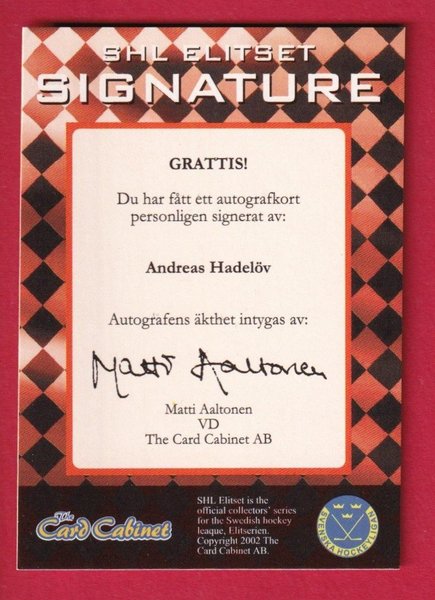 SHL ELITSET
SIGNATURE
GRATTIS!
Du har fått ett autografkort
personligen signerat av:
Andreas Hadelöv
Autografens äkthet intygas av:
Matti Aaltonen
Matti Aaltonen
VD
The Card Cabinet AB
The
Card Cabinet
SHL Elitset is the
official collectors' series
for the Swedish hockey
leaque, Elitserien.
Copyright 2002 The
Card Cabinet AB.
SVENSKA HOCKEYLIGAN